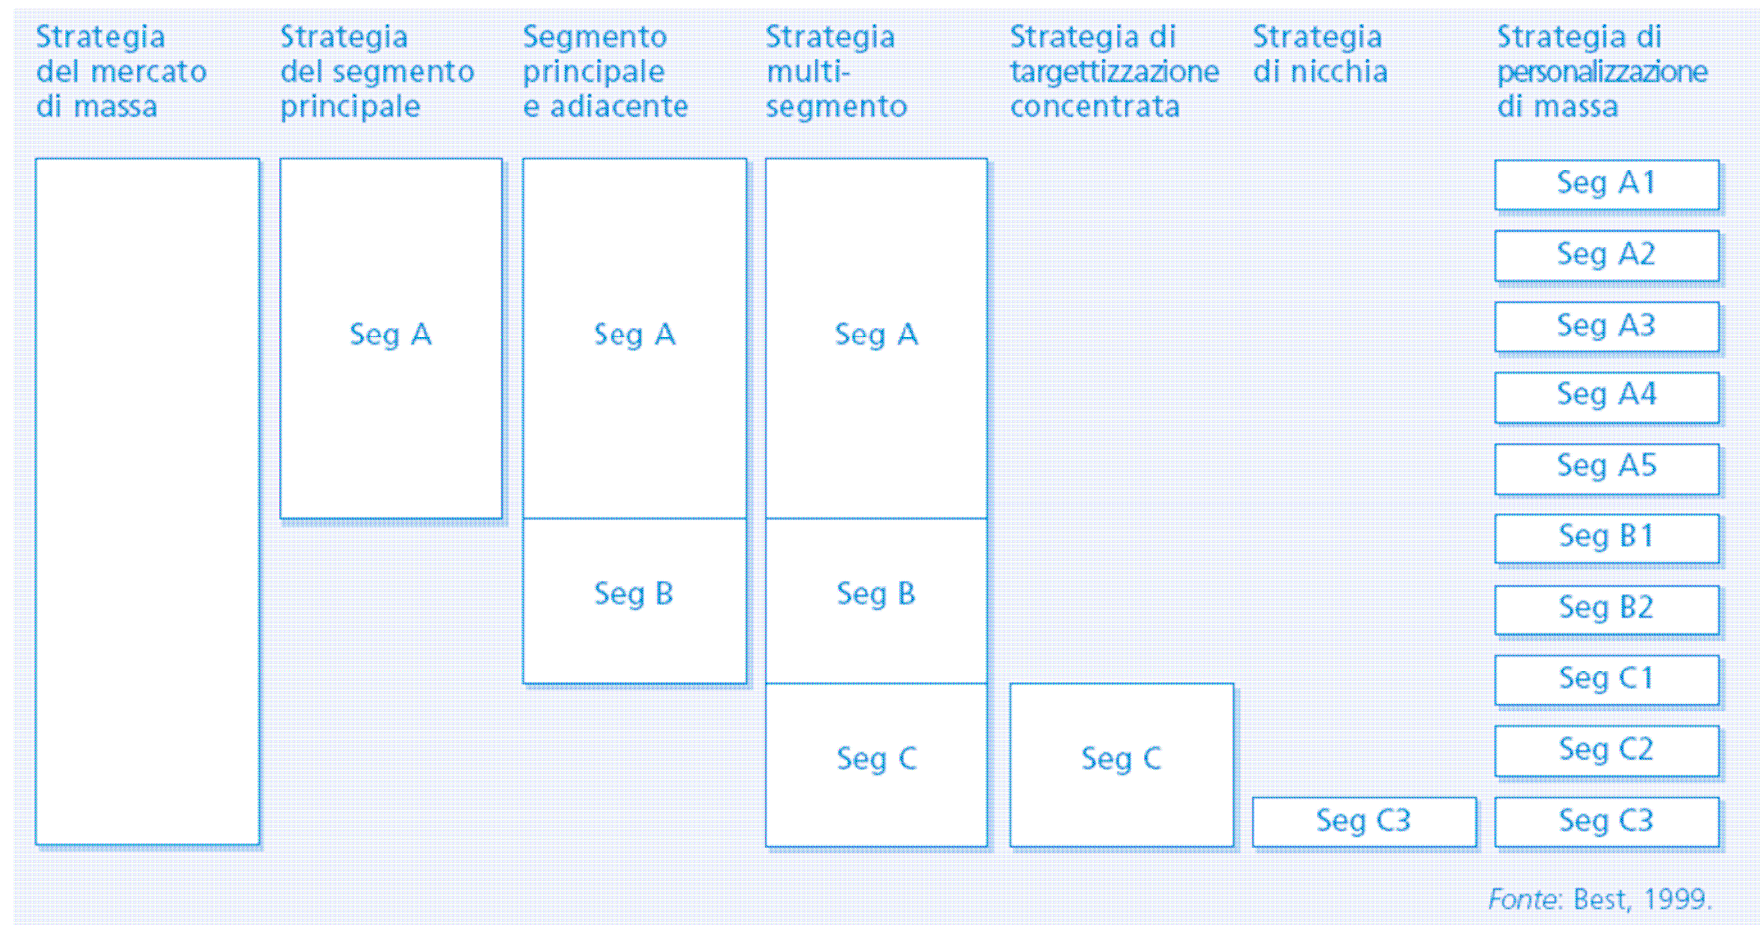 Strategia
del mercato
di massa
Strategia
del segmento
principale
Segmento
principale
e adiacente
Strategia
multi-
segmento
Strategia di
targettizzazione
concentrata
Strategia
di nicchia
Strategia di
personalizzazione
di massa
Seg A
Seg A
Seg B
Seg A
Seg B
Seg C
Seg C
Seg C3
Seg A1
Seg A2
Seg A3
Seg A4
Seg A5
Seg B1
Seg B2
Seg C1
Seg C2
Seg C3
Fonte: Best, 1999.